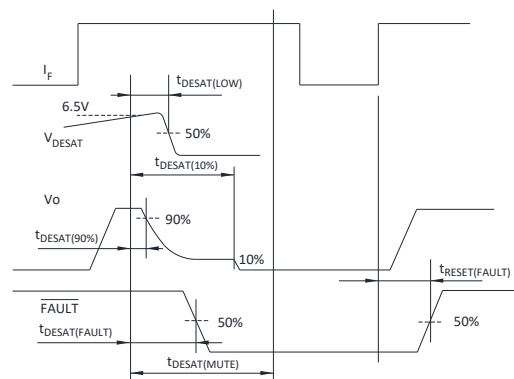 I_F
t_DESAT(LOW)
6.5V
50%
V_DESAT
t_DESAT(10%)
Vo
90%
t_DESAT(90%)
10%
t_RESET(FAULT)
FAULT
50%
50%
t_DESAT(FAULT)
t_DESAT(MUTE)